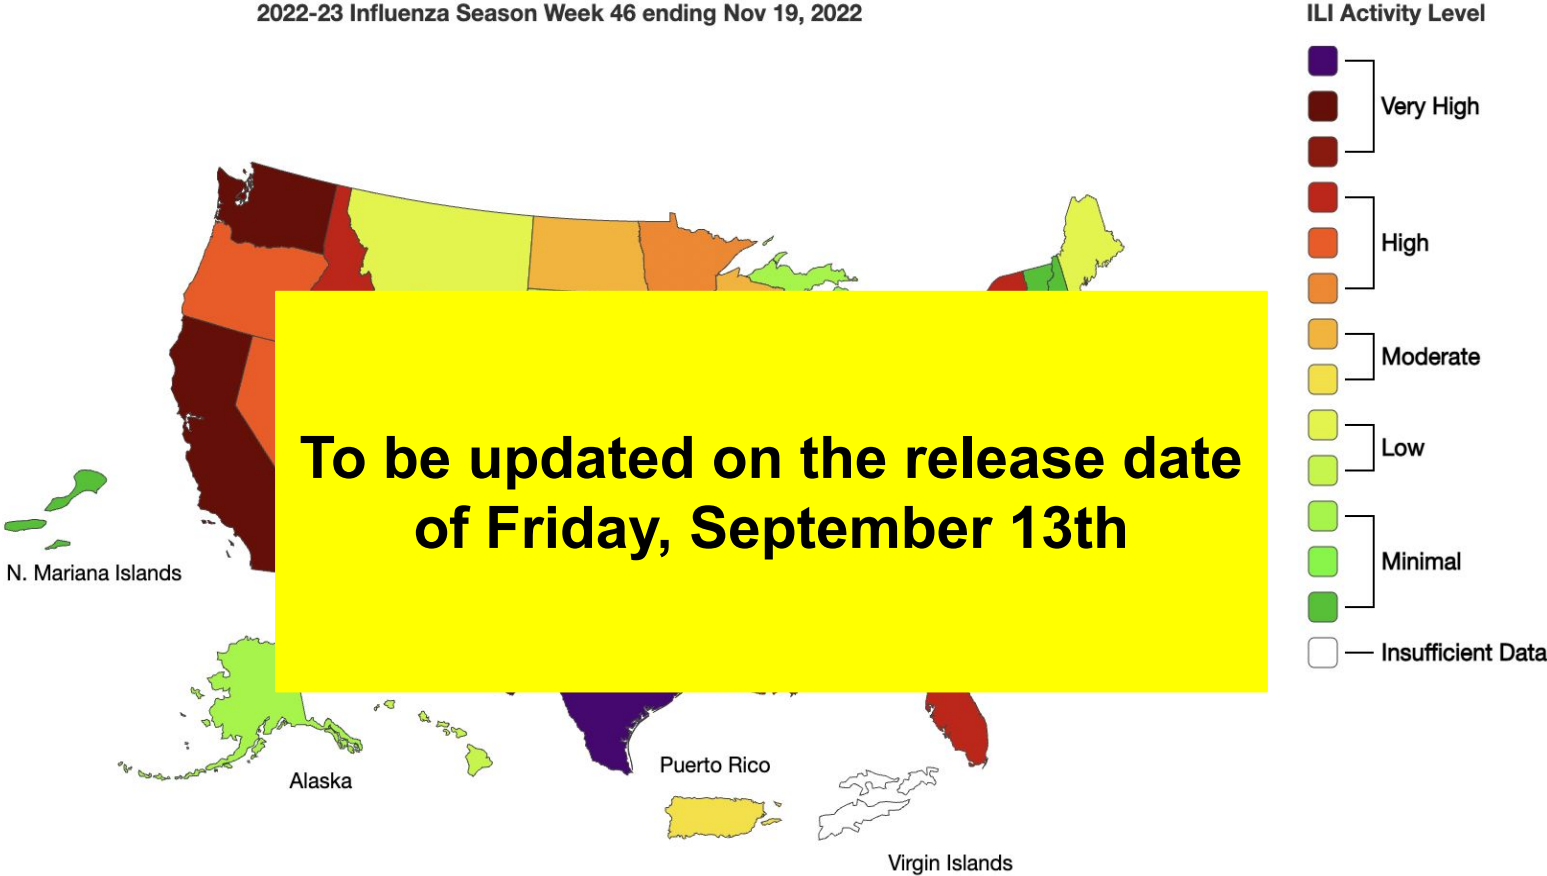 2022-23 Influenza Season Week 46 ending Nov 19, 2022
ILI Activity Level
Very High
High
Moderate
Low
Minimal
Insufficient Data
To be updated on the release date
of Friday, September 13th
N. Mariana Islands
Alaska
Puerto Rico
Virgin Islands